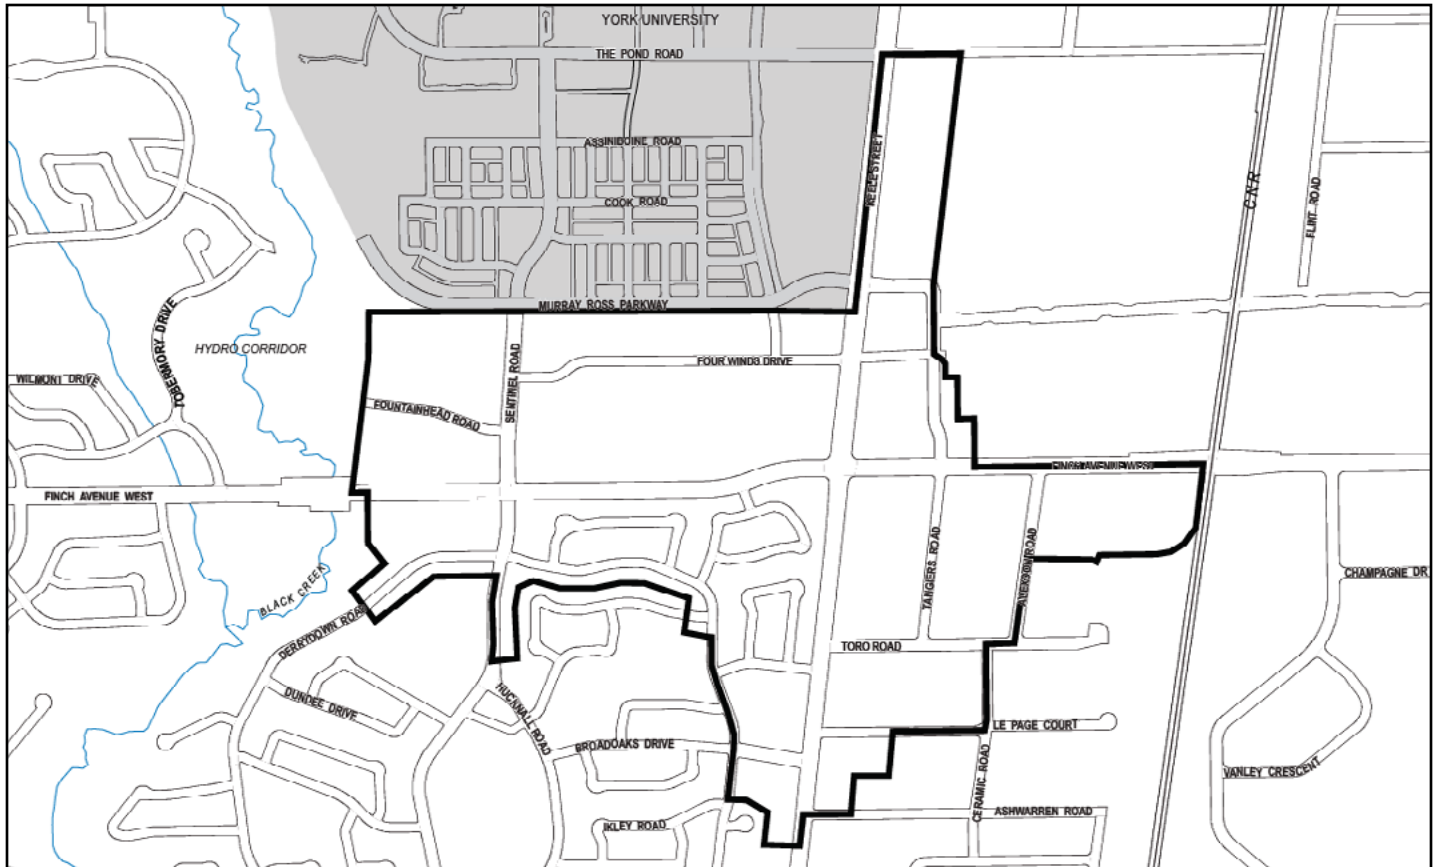 YORK UNIVERSITY
THE POND ROAD
ASSINIBOINE ROAD
KEELE STREET
CNR
FLINT ROAD
COOK ROAD
MURRAY ROSS PARKWAY
TOBERMORY DRIVE
HYDRO CORRIDOR
FOUR WINDS DRIVE
WILMONT DRIVE
SENTINEL ROAD
FOUNTAINHEAD ROAD
FINCH AVENUE WEST
FINCH AVENUE WEST
TANGIERS ROAD
ALEXDON ROAD
CHAMPAGNE DR
BLACK CREEK
DERRYDOWN ROAD
TORO ROAD
DUNDEE DRIVE
HUCKNALL ROAD
LE PAGE COURT
BROADOAKS DRIVE
CERAMIC ROAD
VANLEY CRESCENT
ASHWARREN ROAD
IKLEY ROAD